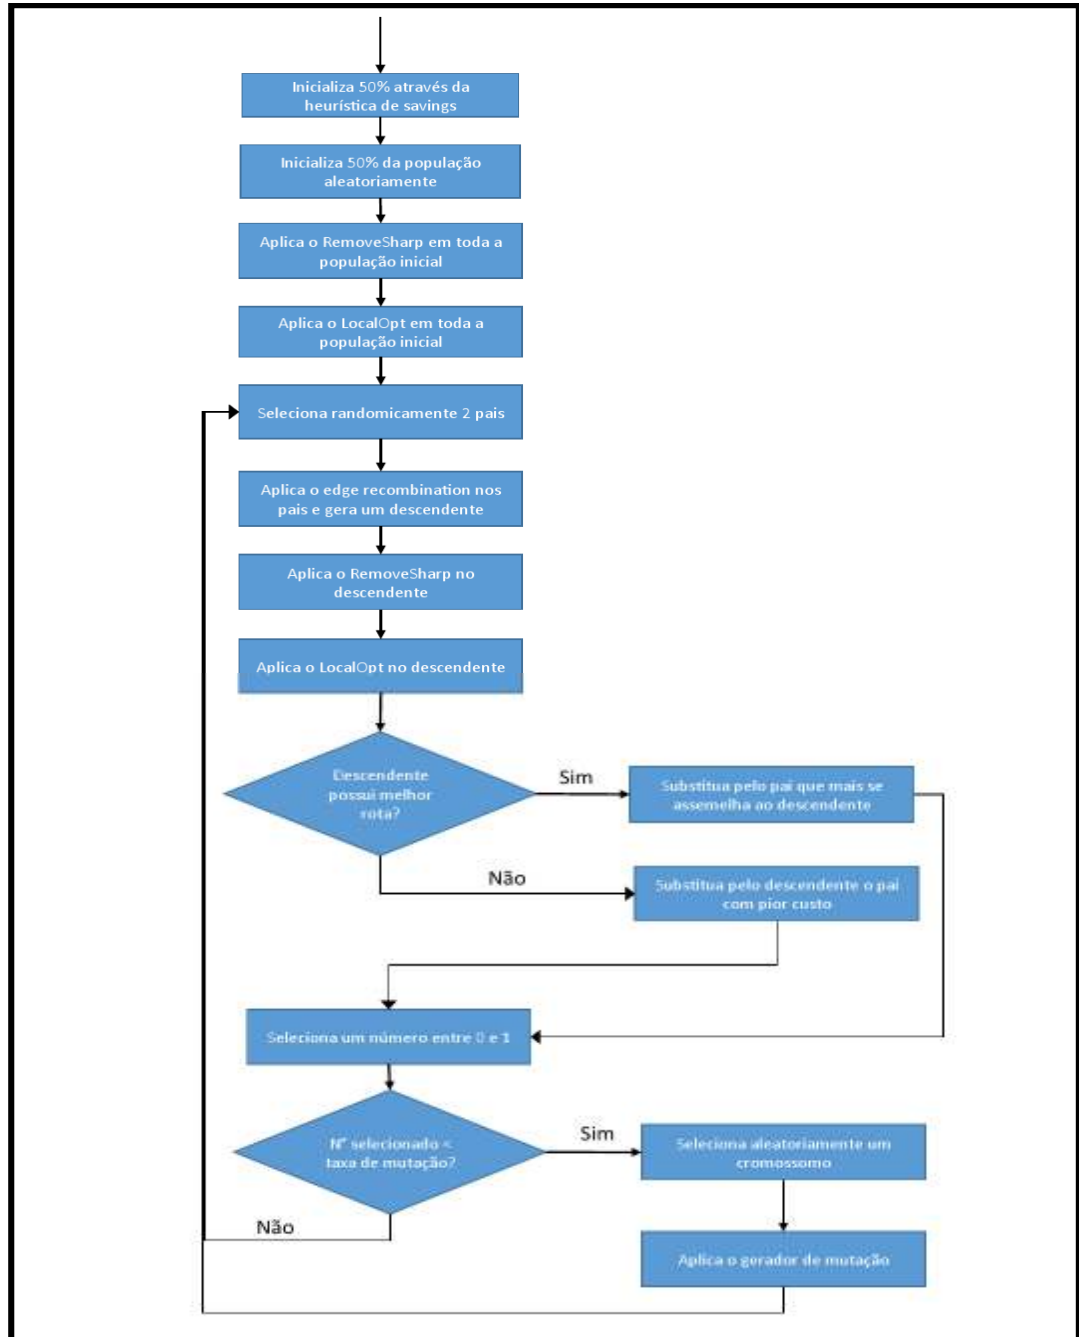 Inicializa 50% através da
heurística de savings
Inicializa 50% da população
aleatoriamente
Aplica o RemoveSharp em toda a
população inicial
Aplica o LocalOpt em toda a
população inicial
Seleciona randomicamente 2 pais
Aplica o edge recombination nos
pais e gera um descendente
Aplica o RemoveSharp no
descendente
Aplica o LocalOpt no descendente
Descendente
possui melhor
rota?
Sim
Substitua pelo pai que mais se
assemelha ao descendente
Não
Substitua pelo descendente o pai
com pior custo
Seleciona um número entre 0 e 1
N° selecionado <
taxa de mutação?
Sim
Seleciona aleatoriamente um
cromossomo
Não
Aplica o gerador de mutação